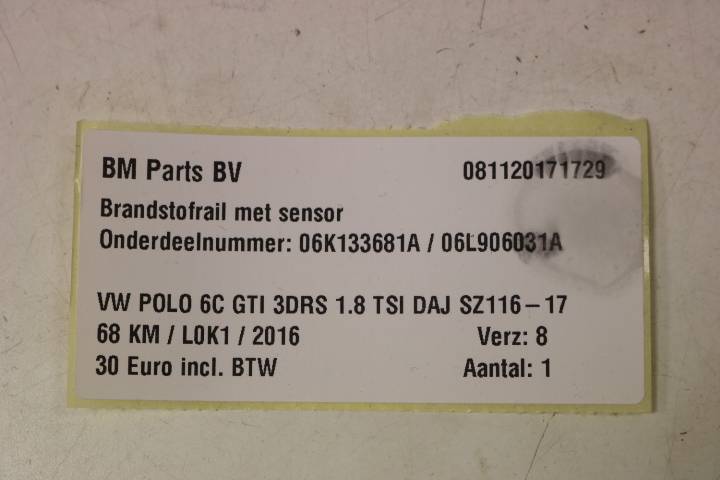 BM Parts BV 081120171729
Brandstofrail met sensor
Onderdeelnummer: 06K133681A / 06L906031A
VW POLO 6C GTI 3DRS 1.8 TSI DAJ SZ116-17
68 KM / L0K1 / 2016 Verz: 8
30 Euro incl. BTW Aantal: 1